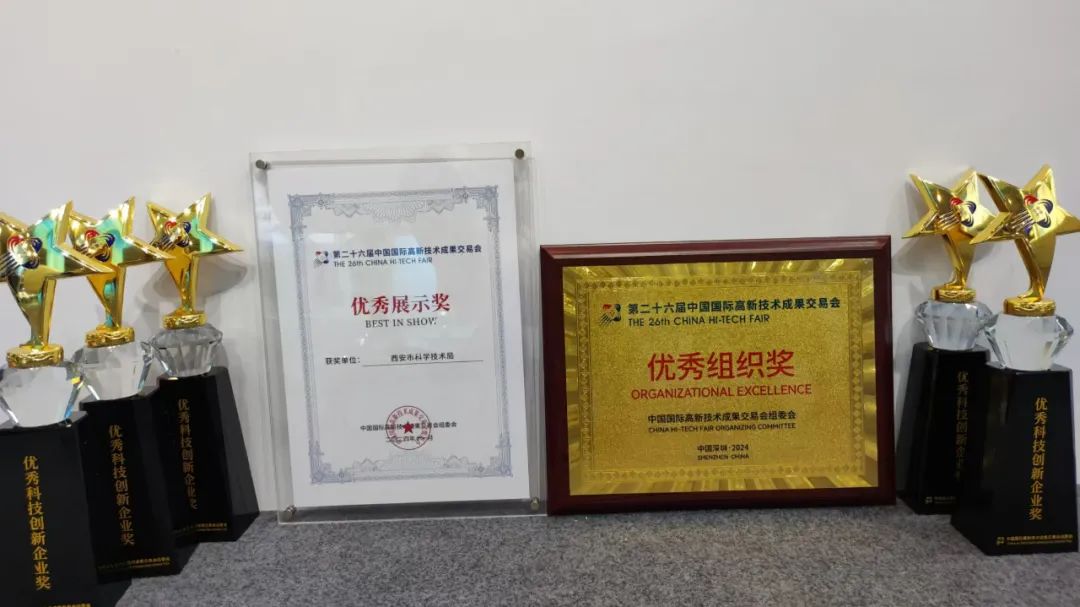 优秀科技创新企业奖
优秀科技创新企业奖
优秀科技创新企业奖
第二十六届中国国际高新技术成果交易会
THE 26th CHINA HI-TECH FAIR
优秀展示奖
BEST IN SHOW
获奖单位：西安市科学技术局
中国国际高新技术成果交易会组委会
第二十六届中国国际高新技术成果交易会
THE 26th CHINA HI-TECH FAIR
优秀组织奖
ORGANIZATIONAL EXCELLENCE
中国国际高新技术成果交易会组委会
CHINA HI-TECH FAIR ORGANIZING COMMITTEE
中国深圳·2024
SHENZHEN·CHINA
优秀科技创新企业奖
优秀科技创新企业奖